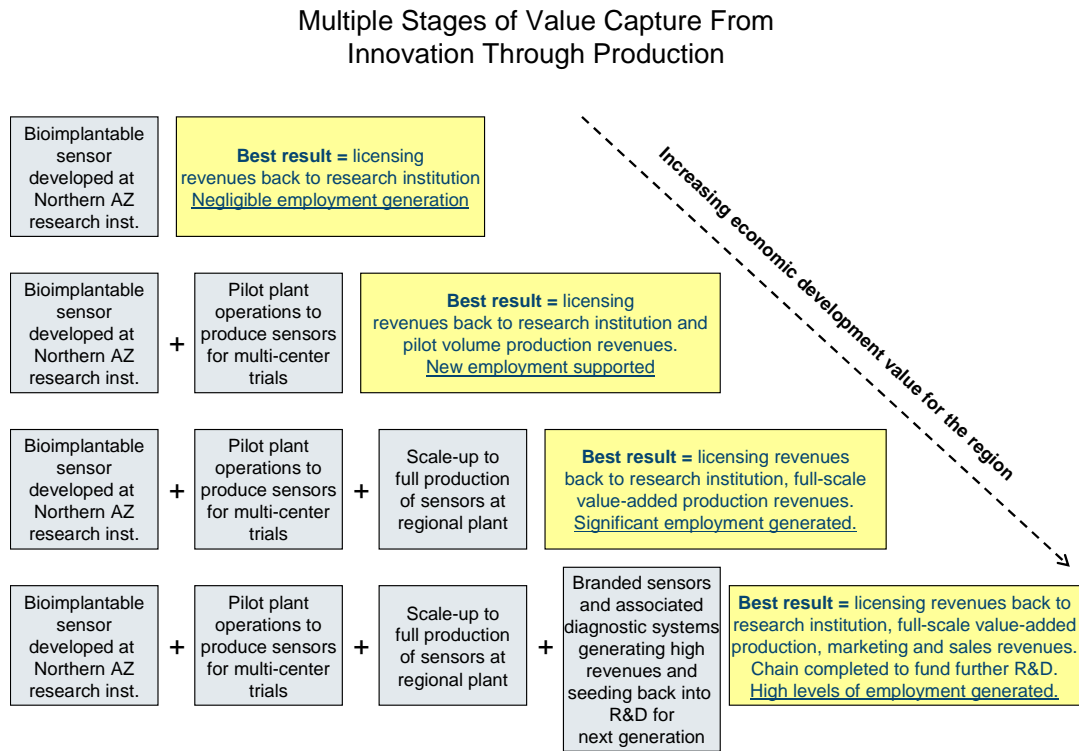 Multiple Stages of Value Capture From
Innovation Through Production
Bioimplantable
sensor
developed at
Northern AZ
research inst.
Best result = licensing
revenues back to research institution
Negligible employment generation
Increasing economic development value for the region
Bioimplantable
sensor
developed at
Northern AZ
research inst.
+
Pilot plant
operations to
produce sensors
for multi-center
trials
Best result = licensing
revenues back to research institution and
pilot volume production revenues.
New employment supported
Bioimplantable
sensor
developed at
Northern AZ
research inst.
+
Pilot plant
operations to
produce sensors
for multi-center
trials
+
Scale-up to
full production
of sensors at
regional plant
Best result = licensing revenues
back to research institution, full-scale
value-added production revenues.
Significant employment generated.
Bioimplantable
sensor
developed at
Northern AZ
research inst.
+
Pilot plant
operations to
produce sensors
for multi-center
trials
+
Scale-up to
full production
of sensors at
regional plant
+
Branded sensors
and associated
diagnostic systems
generating high
revenues and
seeding back into
R&D for
next generation
Best result = licensing revenues back to
research institution, full-scale value-added
production, marketing and sales revenues.
Chain completed to fund further R&D.
High levels of employment generated.